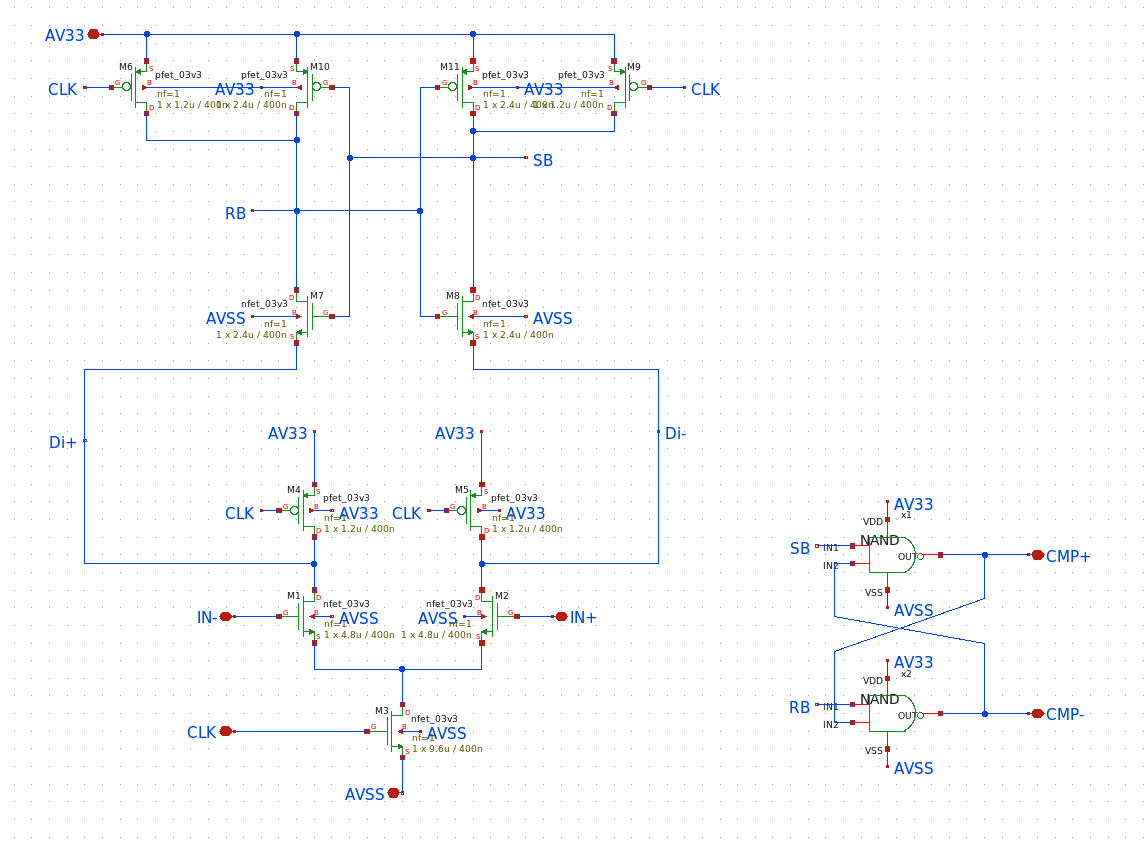 AV33
M6
S
pfet_03v3
CLK
G
B
nf=1
1 x 1.2u / 400n
D
M10
S
pfet_03v3
AV33
G
B
nf=1
1 x 2.4u / 400n
D
M11
S
pfet_03v3
G
B
nf=1
1 x 2.4u / 400n
D
M9
S
pfet_03v3
AV33
G
B
nf=1
1 x 1.2u / 400n
D
CLK
SB
RB
M7
D
nfet_03v3
AVSS
B
G
nf=1
1 x 2.4u / 400n
S
M8
D
nfet_03v3
G
B
AVSS
nf=1
1 x 2.4u / 400n
S
Di+
Di-
AV33
M4
S
pfet_03v3
CLK
G
B
AV33
nf=1
1 x 1.2u / 400n
D
AV33
M5
S
pfet_03v3
CLK
G
B
AV33
nf=1
1 x 1.2u / 400n
D
M1
D
nfet_03v3
IN-
G
B
AVSS
nf=1
1 x 4.8u / 400n
S
M2
D
nfet_03v3
AVSS
B
G
IN+
nf=1
1 x 4.8u / 400n
S
M3
D
nfet_03v3
CLK
G
B
AVSS
nf=1
1 x 9.6u / 400n
S
AVSS
AV33
x1
VDD
NAND
SB
IN1
IN2
OUT
CMP+
VSS
AVSS
AV33
x2
VDD
NAND
RB
IN1
IN2
OUT
CMP-
VSS
AVSS